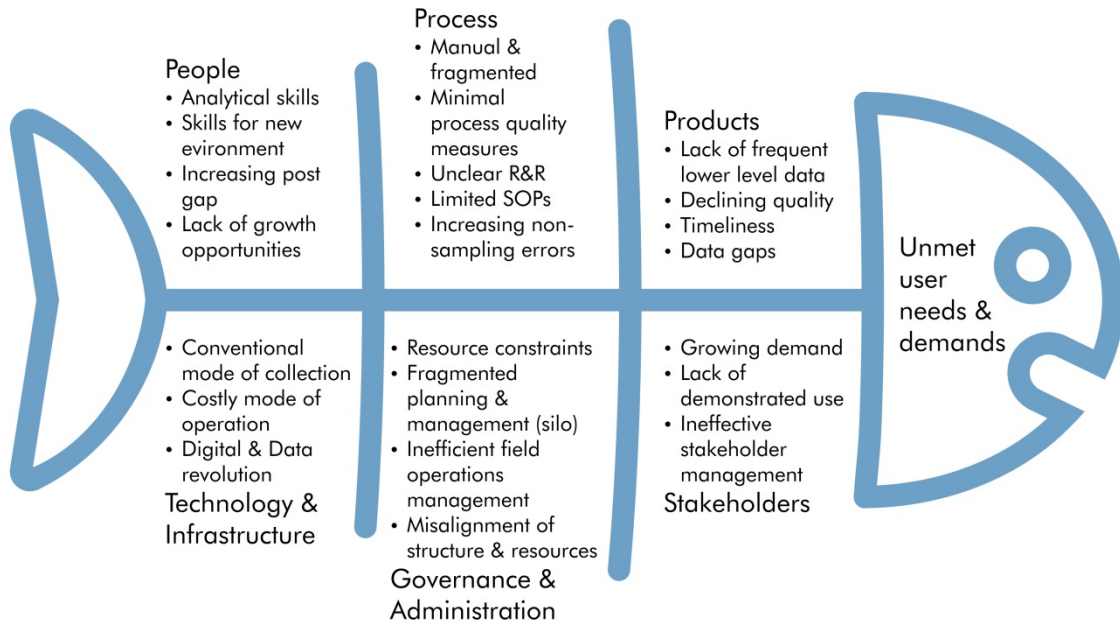 People
• Analytical skills
• Skills for new
evironment
• Increasing post
gap
• Lack of growth
opportunities
Process
• Manual &
fragmented
• Minimal
process quality
measures
• Unclear R&R
• Limited SOPs
• Increasing non-
sampling errors
Products
• Lack of frequent
lower level data
• Declining quality
• Timeliness
• Data gaps
Unmet
user
needs &
demands
• Conventional
mode of collection
• Costly mode of
operation
• Digital & Data
revolution
Technology &
Infrastructure
• Resource constraints
• Fragmented
planning &
management (silo)
• Inefficient field
operations
management
• Misalignment of
structure & resources
Governance &
Administration
• Growing demand
• Lack of
demonstrated use
• Ineffective
stakeholder
management
Stakeholders